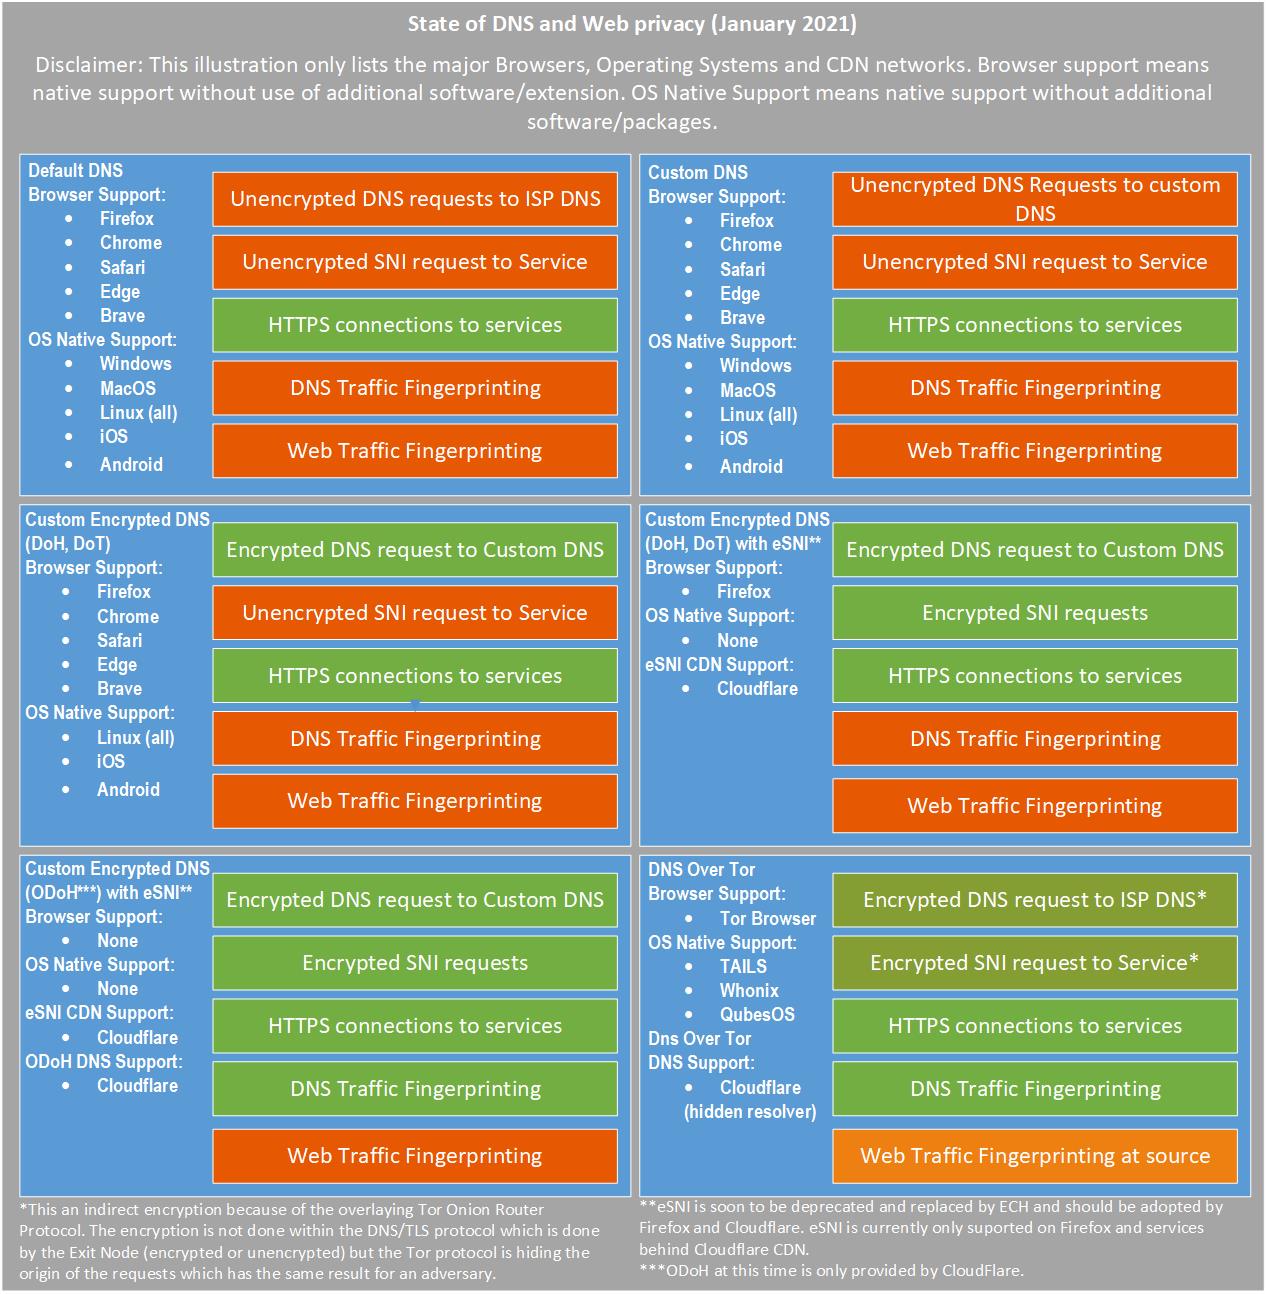 State of DNS and Web privacy (January 2021)
Disclaimer: This illustration only lists the major Browsers, Operating Systems and CDN networks. Browser support means
native support without use of additional software/extension. OS Native Support means native support without additional
software/packages.
Default DNS
Browser Support:
• Firefox
• Chrome
• Safari
• Edge
• Brave
OS Native Support:
• Windows
• MacOS
• Linux (all)
• iOS
• Android
Unencrypted DNS requests to ISP DNS
Unencrypted SNI request to Service
HTTPS connections to services
DNS Traffic Fingerprinting
Web Traffic Fingerprinting
Custom DNS
Browser Support:
• Firefox
• Chrome
• Safari
• Edge
• Brave
OS Native Support:
• Windows
• MacOS
• Linux (all)
• iOS
• Android
Unencrypted DNS Requests to custom
DNS
Unencrypted SNI request to Service
HTTPS connections to services
DNS Traffic Fingerprinting
Web Traffic Fingerprinting
Custom Encrypted DNS
(DoH, DoT)
Browser Support:
• Firefox
• Chrome
• Safari
• Edge
• Brave
OS Native Support:
• Linux (all)
• iOS
• Android
Encrypted DNS request to Custom DNS
Unencrypted SNI request to Service
HTTPS connections to services
DNS Traffic Fingerprinting
Web Traffic Fingerprinting
Custom Encrypted DNS
(DoH, DoT) with eSNI**
Browser Support:
• Firefox
OS Native Support:
• None
eSNI CDN Support:
• Cloudflare
Encrypted DNS request to Custom DNS
Encrypted SNI requests
HTTPS connections to services
DNS Traffic Fingerprinting
Web Traffic Fingerprinting
Custom Encrypted DNS
(ODoH***) with eSNI**
Browser Support:
• None
OS Native Support:
• None
eSNI CDN Support:
• Cloudflare
ODoH DNS Support:
• Cloudflare
Encrypted DNS request to Custom DNS
Encrypted SNI requests
HTTPS connections to services
DNS Traffic Fingerprinting
Web Traffic Fingerprinting
DNS Over Tor
Browser Support:
• Tor Browser
OS Native Support:
• TAILS
• Whonix
• QubesOS
Dns Over Tor
DNS Support:
• Cloudflare
(hidden resolver)
Encrypted DNS request to ISP DNS*
Encrypted SNI request to Service*
HTTPS connections to services
DNS Traffic Fingerprinting
Web Traffic Fingerprinting at source
*This an indirect encryption because of the overlaying Tor Onion Router
Protocol. The encryption is not done within the DNS/TLS protocol which is done
by the Exit Node (encrypted or unencrypted) but the Tor protocol is hiding the
origin of the requests which has the same result for an adversary.
**eSNI is soon to be deprecated and replaced by ECH and should be adopted by
Firefox and Cloudflare. eSNI is currently only suported on Firefox and services
behind Cloudflare CDN.
***ODoH at this time is only provided by CloudFlare.